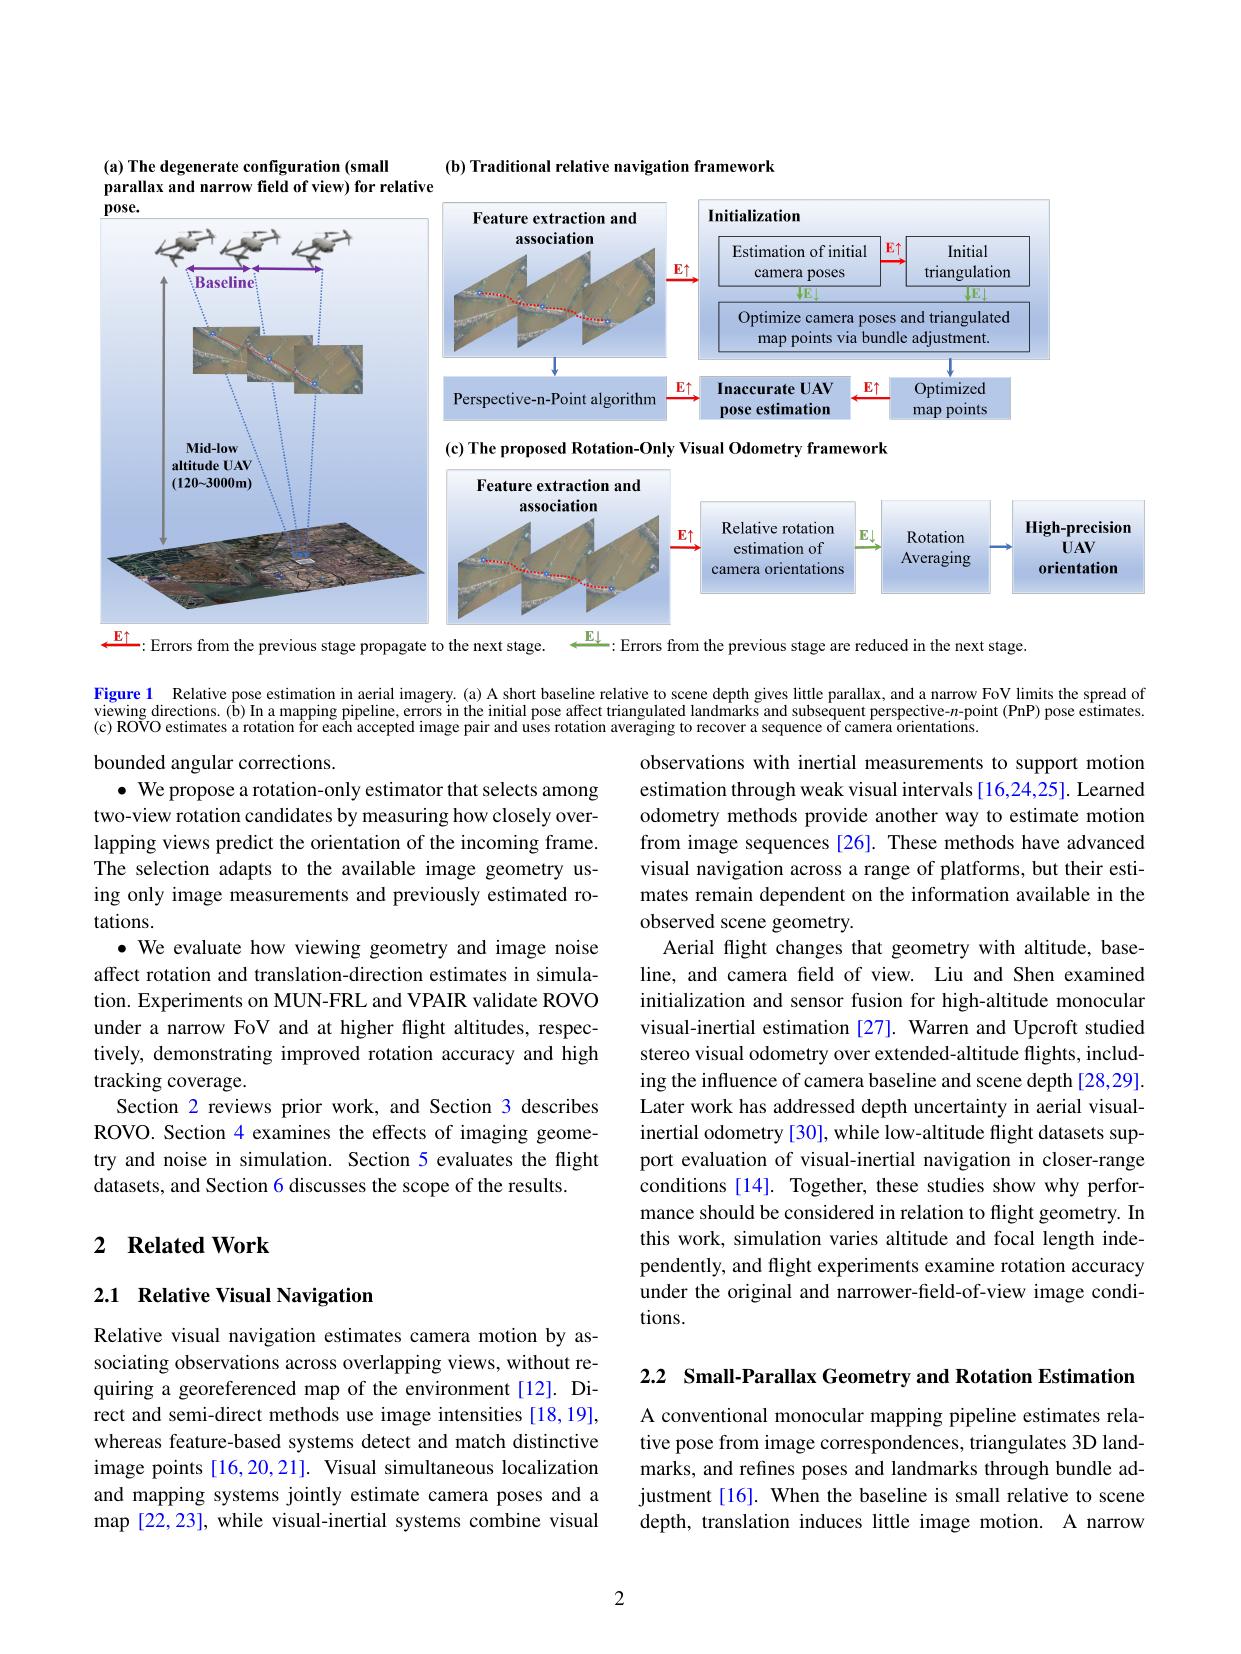 (a) The degenerate configuration (small
parallax and narrow field of view) for relative
pose.
Baseline
Mid-low
altitude UAV
(120~3000m)
(b) Traditional relative navigation framework
Feature extraction and
association
E↑
Initialization
Estimation of initial
camera poses
E↑
Initial
triangulation
E↓
E↓
Optimize camera poses and triangulated
map points via bundle adjustment.
Perspective-n-Point algorithm
E↑
Inaccurate UAV
pose estimation
E↑
Optimized
map points
(c) The proposed Rotation-Only Visual Odometry framework
Feature extraction and
association
E↑
Relative rotation
estimation of
camera orientations
E↓
Rotation
Averaging
High-precision
UAV
orientation
E↑ : Errors from the previous stage propagate to the next stage.
E↓ : Errors from the previous stage are reduced in the next stage.
Figure 1 Relative pose estimation in aerial imagery. (a) A short baseline relative to scene depth gives little parallax, and a narrow FoV limits the spread of
viewing directions. (b) In a mapping pipeline, errors in the initial pose affect triangulated landmarks and subsequent perspective-n-point (PnP) pose estimates.
(c) ROVO estimates a rotation for each accepted image pair and uses rotation averaging to recover a sequence of camera orientations.
bounded angular corrections.
• We propose a rotation-only estimator that selects among
two-view rotation candidates by measuring how closely over-
lapping views predict the orientation of the incoming frame.
The selection adapts to the available image geometry us-
ing only image measurements and previously estimated ro-
tations.
• We evaluate how viewing geometry and image noise
affect rotation and translation-direction estimates in simula-
tion. Experiments on MUN-FRL and VPAIR validate ROVO
under a narrow FoV and at higher flight altitudes, respec-
tively, demonstrating improved rotation accuracy and high
tracking coverage.
Section 2 reviews prior work, and Section 3 describes
ROVO. Section 4 examines the effects of imaging geome-
try and noise in simulation. Section 5 evaluates the flight
datasets, and Section 6 discusses the scope of the results.
2 Related Work
2.1 Relative Visual Navigation
Relative visual navigation estimates camera motion by as-
sociating observations across overlapping views, without re-
quiring a georeferenced map of the environment [12]. Di-
rect and semi-direct methods use image intensities [18, 19],
whereas feature-based systems detect and match distinctive
image points [16, 20, 21]. Visual simultaneous localization
and mapping systems jointly estimate camera poses and a
map [22, 23], while visual-inertial systems combine visual
observations with inertial measurements to support motion
estimation through weak visual intervals [16,24,25]. Learned
odometry methods provide another way to estimate motion
from image sequences [26]. These methods have advanced
visual navigation across a range of platforms, but their esti-
mates remain dependent on the information available in the
observed scene geometry.
Aerial flight changes that geometry with altitude, base-
line, and camera field of view. Liu and Shen examined
initialization and sensor fusion for high-altitude monocular
visual-inertial estimation [27]. Warren and Upcroft studied
stereo visual odometry over extended-altitude flights, includ-
ing the influence of camera baseline and scene depth [28,29].
Later work has addressed depth uncertainty in aerial visual-
inertial odometry [30], while low-altitude flight datasets sup-
port evaluation of visual-inertial navigation in closer-range
conditions [14]. Together, these studies show why perfor-
mance should be considered in relation to flight geometry. In
this work, simulation varies altitude and focal length inde-
pendently, and flight experiments examine rotation accuracy
under the original and narrower-field-of-view image condi-
tions.
2.2 Small-Parallax Geometry and Rotation Estimation
A conventional monocular mapping pipeline estimates rela-
tive pose from image correspondences, triangulates 3D land-
marks, and refines poses and landmarks through bundle ad-
justment [16]. When the baseline is small relative to scene
depth, translation induces little image motion. A narrow
2